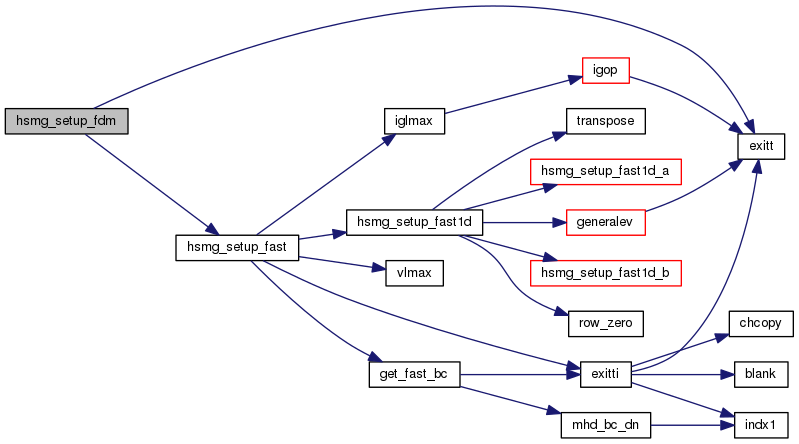 hsmg_setup_fdm
hsmg_setup_fast
iglmax
hsmg_setup_fast1d
vlmax
get_fast_bc
igop
transpose
hsmg_setup_fast1d_a
generalev
hsmg_setup_fast1d_b
row_zero
exitti
mhd_bc_dn
exitt
chcopy
blank
indx1